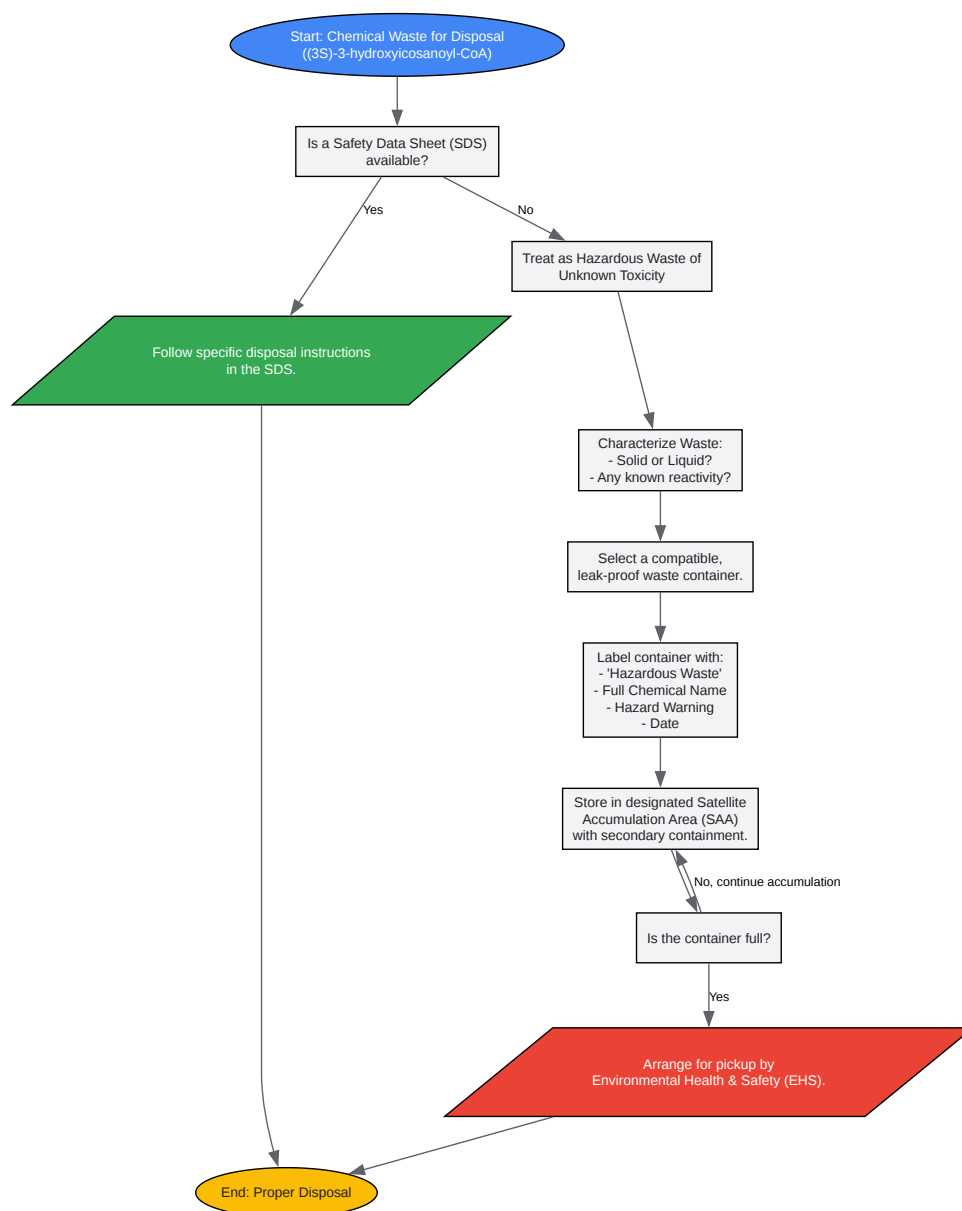 Start: Chemical Waste for Disposal
((3S)-3-hydroxyicosanoyl-CoA)
Is a Safety Data Sheet (SDS)
available?
Yes
No
Treat as Hazardous Waste of
Unknown Toxicity
Follow specific disposal instructions
in the SDS.
Characterize Waste:
- Solid or Liquid?
- Any known reactivity?
Select a compatible,
leak-proof waste container.
Label container with:
- 'Hazardous Waste'
- Full Chemical Name
- Hazard Warning
- Date
Store in designated Satellite
Accumulation Area (SAA)
with secondary containment.
No, continue accumulation
Is the container full?
Yes
Arrange for pickup by
Environmental Health & Safety (EHS).
End: Proper Disposal